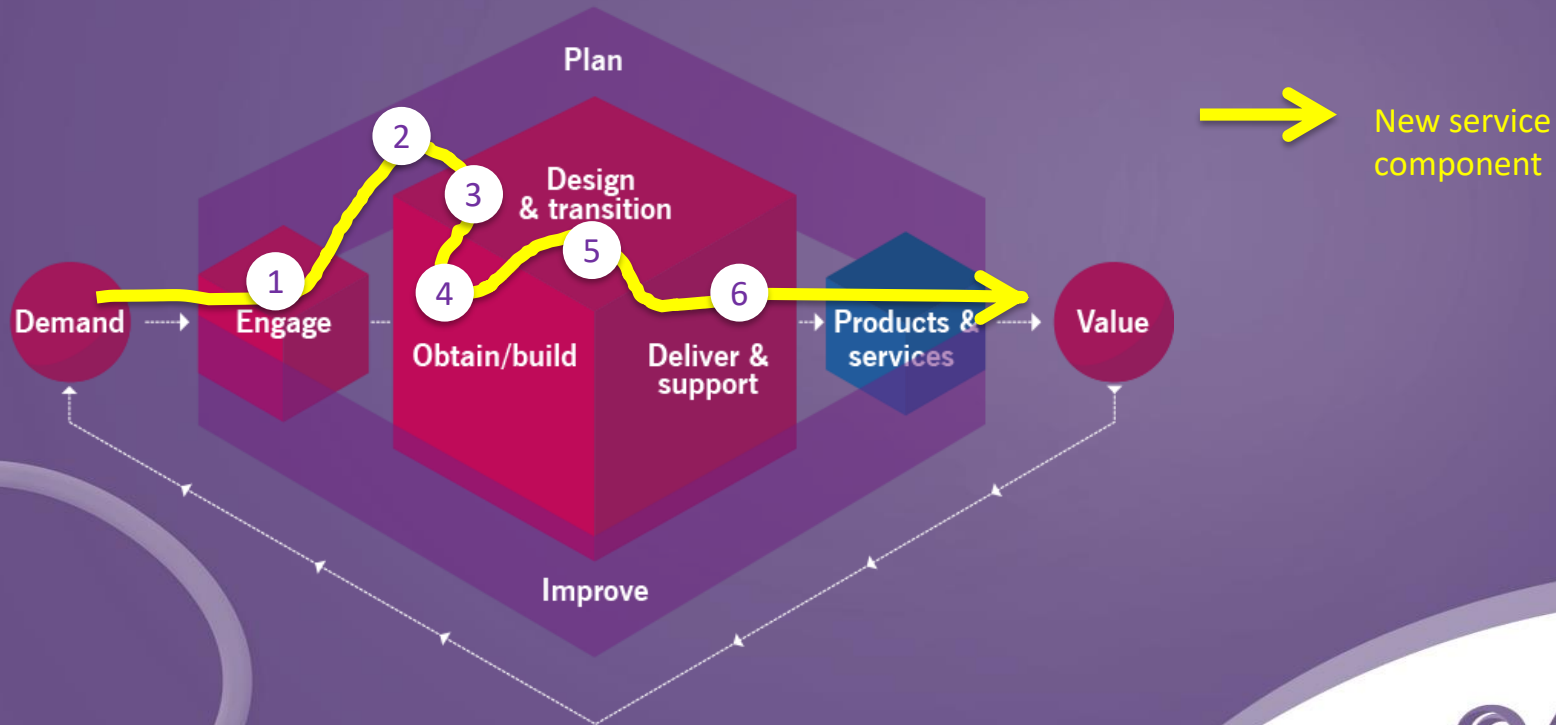 Plan
New service
component
2
3
Design
& transition
5
1
4
6
Demand
Engage
Products &
services
Value
Obtain/build
Deliver &
support
Improve